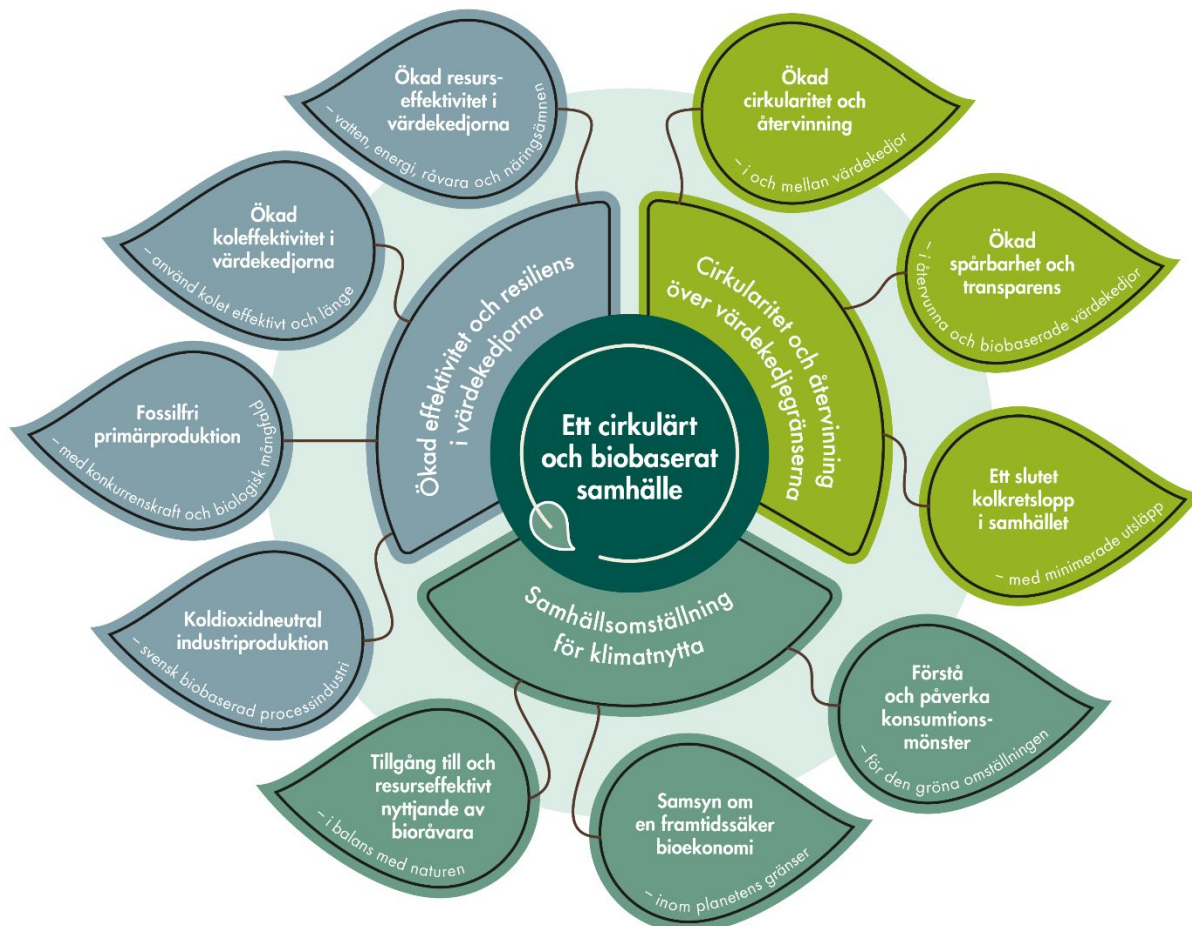 Ett cirkulärt
och biobaserat
samhälle
Ökad effektivitet och resiliens
i värdekedjorna
Ökad resurs-
effektivitet i
värdekedjorna
– vatten, energi, råvara och näringsämnen
Ökad
koleffektivitet i
värdekedjorna
– använd kolet effektivt och länge
Fossilfri
primärproduktion
– med konkurrenskraft och biologisk mångfald
Koldioxidneutral
industriproduktion
– svensk biobaserad processindustri
Cirkularitet och återvinning
över värdekedjegränserna
Ökad
cirkularitet och
återvinning
– i och mellan värdekedjor
Ökad
spårbarhet och
transparens
– i återvunna och biobaserade värdekedjor
Ett slutet
kolkretslopp
i samhället
– med minimerade utsläpp
Samhällsomställning
för klimatnytta
Förstå
och påverka
konsumtions-
mönster
– för den gröna omställningen
Samsyn om
en framtidssäker
bioekonomi
– inom planetens gränser
Tillgång till och
resurseffektivt
nyttjande av
bioråvara
– i balans med naturen